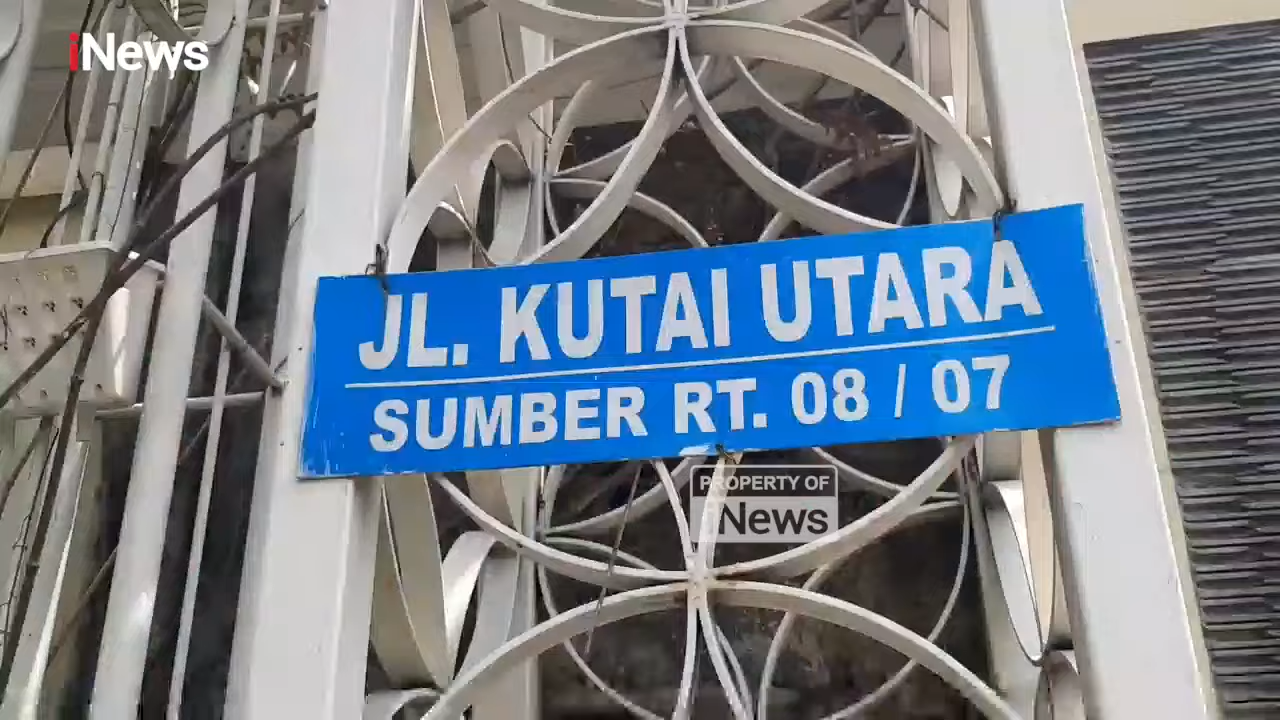 iNews
JL. KUTAI UTARA
SUMBER RT. 08 / 07
PROPERTY OF
iNews